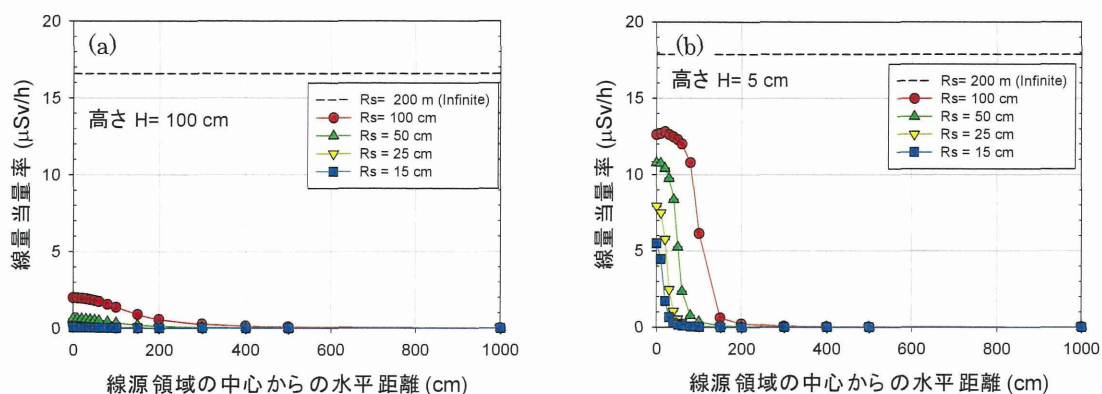 (a)
高さ H= 100 cm
Rs= 200 m (Infinite)
Rs= 100 cm
Rs = 50 cm
Rs = 25 cm
Rs = 15 cm
線量当量率 (μSv/h)
20
15
10
5
0
0
200
400
600
800
1000
線源領域の中心からの水平距離 (cm)
(b)
高さ H= 5 cm
Rs= 200 m (Infinite)
Rs= 100 cm
Rs = 50 cm
Rs = 25 cm
Rs = 15 cm
線量当量率 (μSv/h)
20
15
10
5
0
0
200
400
600
800
1000
線源領域の中心からの水平距離 (cm)